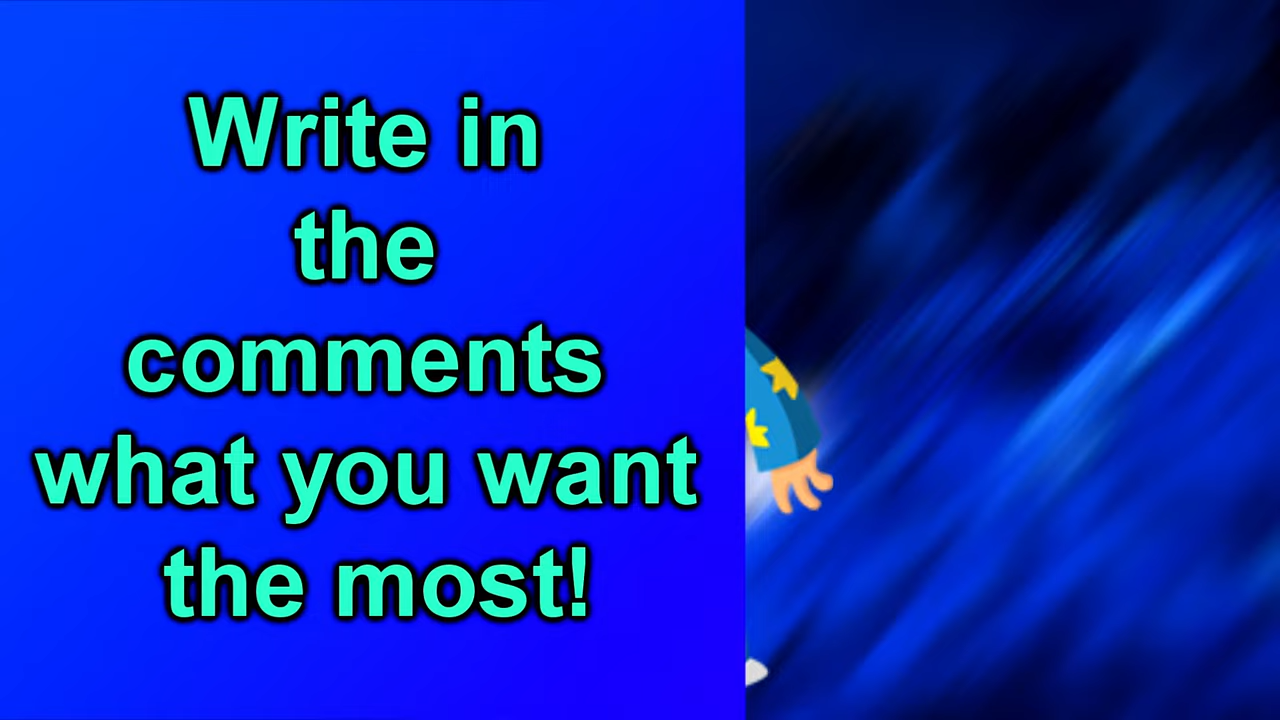 Write in
the
comments
what you want
the most!